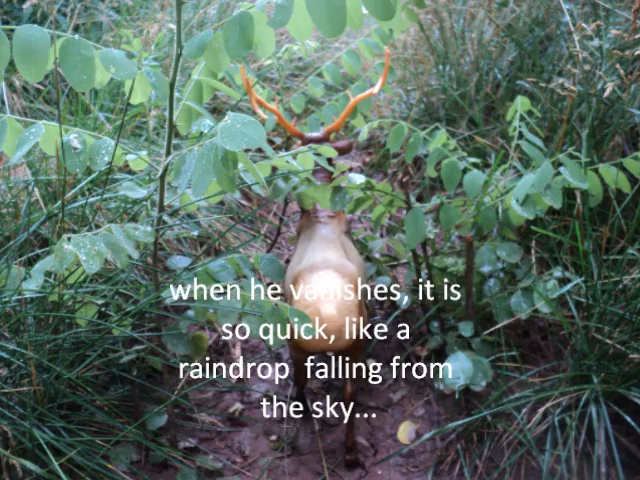 when he vanishes, it is
so quick, like a
raindrop  falling from
the sky...